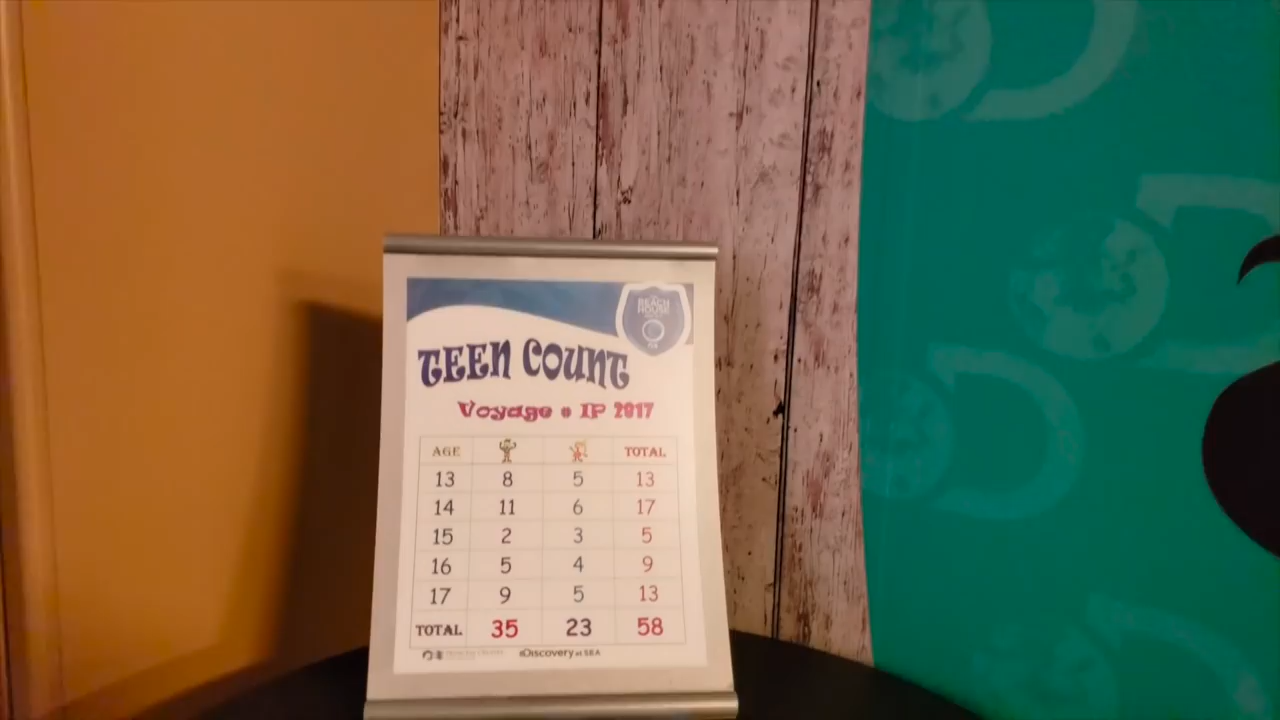 THE
BEACH
HOUSE
TEEN COUNT
Voyage • IP 2017
AGE TOTAL
13 8 5 13
14 11 6 17
15 2 3 5
16 5 4 9
17 9 5 13
TOTAL 35 23 58
Discovery AT SEA